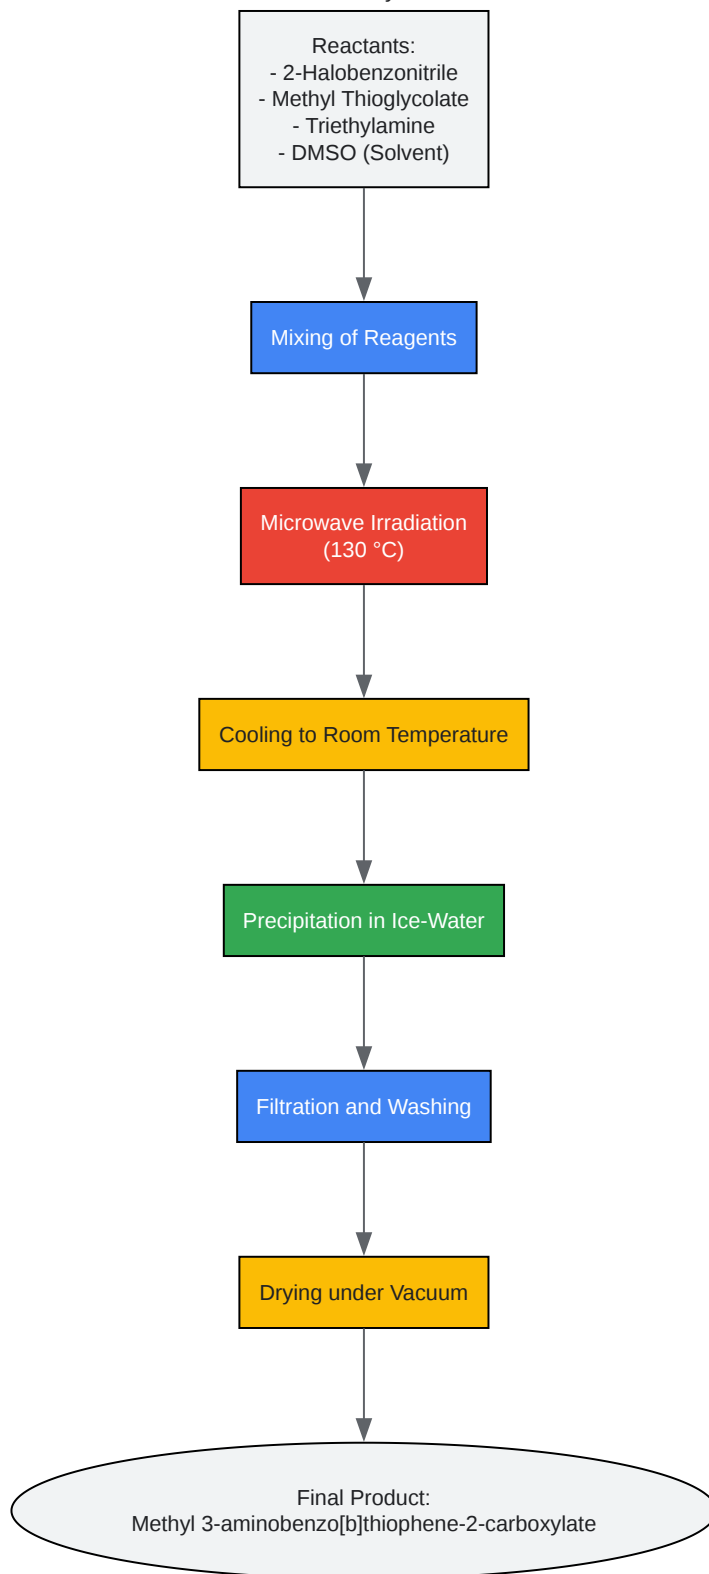 Reactants:
- 2-Halobenzonitrile
- Methyl Thioglycolate
- Triethylamine
- DMSO (Solvent)
Mixing of Reagents
Microwave Irradiation
(130 °C)
Cooling to Room Temperature
Precipitation in Ice-Water
Filtration and Washing
Drying under Vacuum
Final Product:
Methyl 3-aminobenzo[b]thiophene-2-carboxylate